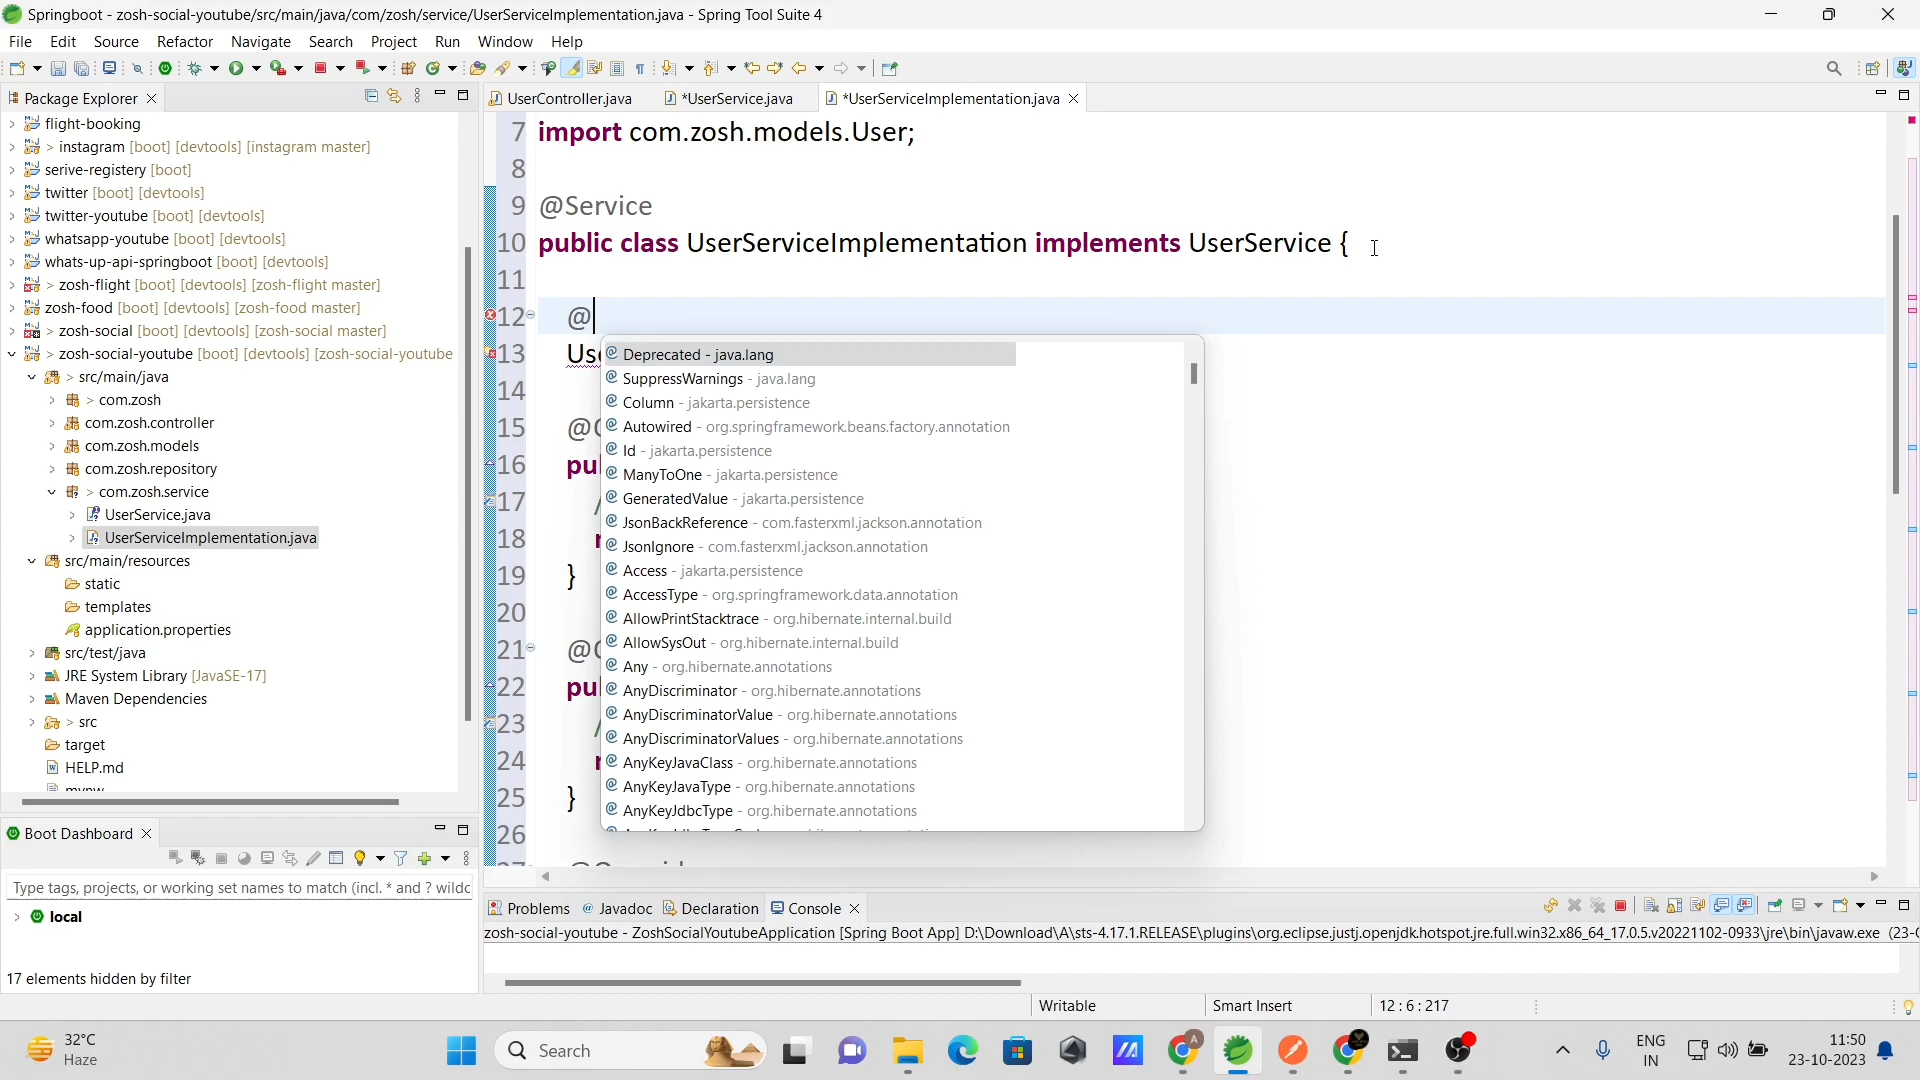 Springboot - zosh-social-youtube/src/main/java/com/zosh/service/UserServiceImplementation.java - Spring Tool Suite 4
File Edit Source Refactor Navigate Search Project Run Window Help
Package Explorer
flight-booking
> instagram [boot] [devtools] [instagram master]
serive-registery [boot]
twitter [boot] [devtools]
twitter-youtube [boot] [devtools]
whatsapp-youtube [boot] [devtools]
whats-up-api-springboot [boot] [devtools]
> zosh-flight [boot] [devtools] [zosh-flight master]
zosh-food [boot] [devtools] [zosh-food master]
> zosh-social [boot] [devtools] [zosh-social master]
> zosh-social-youtube [boot] [devtools] [zosh-social-youtube
> src/main/java
> com.zosh
com.zosh.controller
com.zosh.models
com.zosh.repository
> com.zosh.service
UserService.java
UserServiceImplementation.java
src/main/resources
static
templates
application.properties
src/test/java
JRE System Library [JavaSE-17]
Maven Dependencies
> src
target
HELP.md
Boot Dashboard
Type tags, projects, or working set names to match (incl. * and ? wildc
local
17 elements hidden by filter
UserController.java *UserService.java *UserServiceImplementation.java
7 import com.zosh.models.User;
8
9 @Service
10 public class UserServiceImplementation implements UserService {
11
12 @
13 Use
14
15 @O
16 pu
17 /
18 r
19 }
20
21 @O
22 pu
23 /
24 r
25 }
26
Deprecated - java.lang
SuppressWarnings - java.lang
Column - jakarta.persistence
Autowired - org.springframework.beans.factory.annotation
Id - jakarta.persistence
ManyToOne - jakarta.persistence
GeneratedValue - jakarta.persistence
JsonBackReference - com.fasterxml.jackson.annotation
JsonIgnore - com.fasterxml.jackson.annotation
Access - jakarta.persistence
AccessType - org.springframework.data.annotation
AllowPrintStacktrace - org.hibernate.internal.build
AllowSysOut - org.hibernate.internal.build
Any - org.hibernate.annotations
AnyDiscriminator - org.hibernate.annotations
AnyDiscriminatorValue - org.hibernate.annotations
AnyDiscriminatorValues - org.hibernate.annotations
AnyKeyJavaClass - org.hibernate.annotations
AnyKeyJavaType - org.hibernate.annotations
AnyKeyJdbcType - org.hibernate.annotations
Problems Javadoc Declaration Console
zosh-social-youtube - ZoshSocialYoutubeApplication [Spring Boot App] D:\Download\A\sts-4.17.1.RELEASE\plugins\org.eclipse.justj.openjdk.hotspot.jre.full.win32.x86_64_17.0.5.v20221102-0933\jre\bin\javaw.exe (23-
Writable Smart Insert 12 : 6 : 217
32°C
Haze
Search
ENG
IN
11:50
23-10-2023